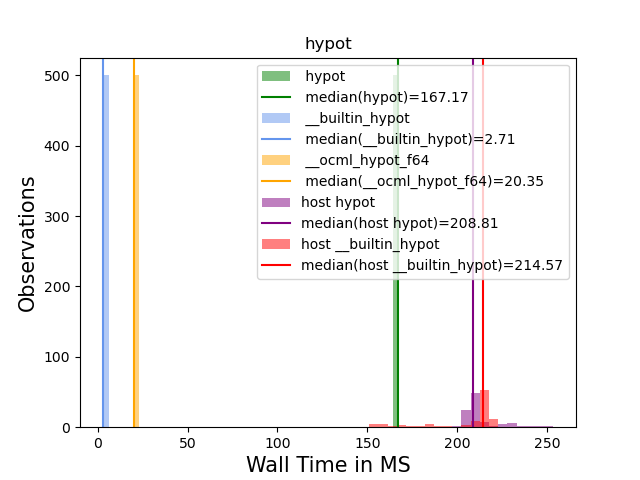 hypot
500
400
300
200
100
0
Observations
hypot
median(hypot)=167.17
__builtin_hypot
median(__builtin_hypot)=2.71
__ocml_hypot_f64
median(__ocml_hypot_f64)=20.35
host hypot
median(host hypot)=208.81
host __builtin_hypot
median(host __builtin_hypot)=214.57
0 50 100 150 200 250
Wall Time in MS